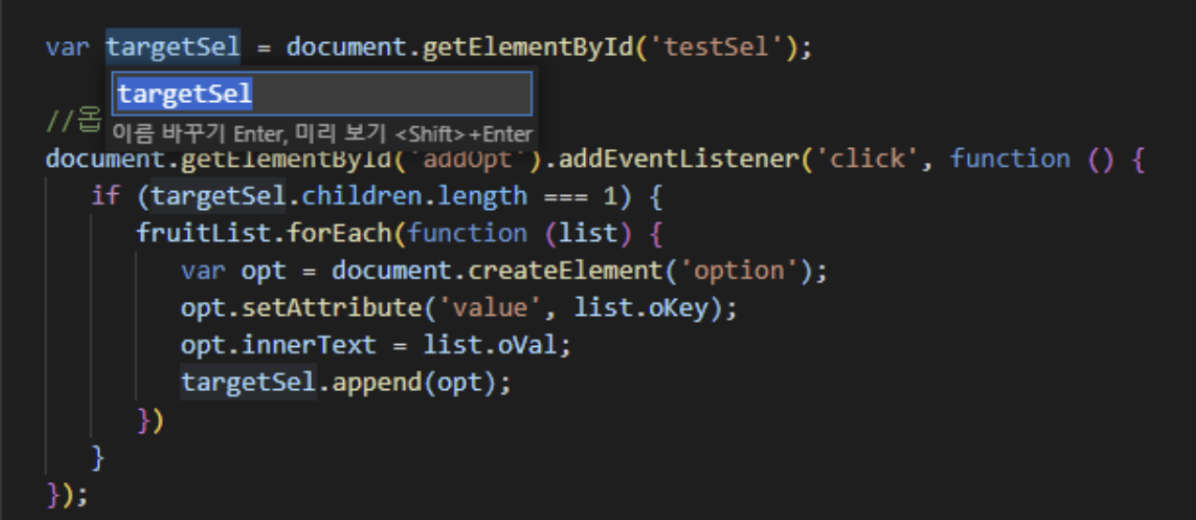 var targetSel = document.getElementById('testSel');
targetSel
//옵
이름 바꾸기 Enter, 미리 보기 <Shift>+Enter
document.getElementById('addOpt').addEventListener('click', function () {
if (targetSel.children.length === 1) {
fruitList.forEach(function (list) {
var opt = document.createElement('option');
opt.setAttribute('value', list.oKey);
opt.innerText = list.oVal;
targetSel.append(opt);
})
}
});